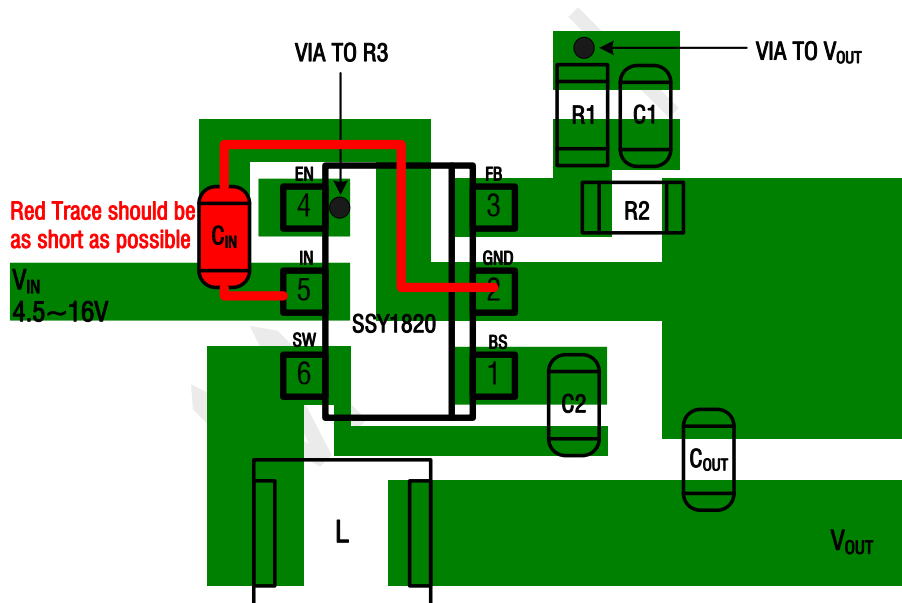 VIA TO R3
VIA TO VOUT
R1
C1
EN
4
FB
3
R2
Red Trace should be
as short as possible
CIN
IN
5
GND
2
VIN
4.5~16V
SSY1820
SW
6
BS
1
C2
COUT
L
VOUT